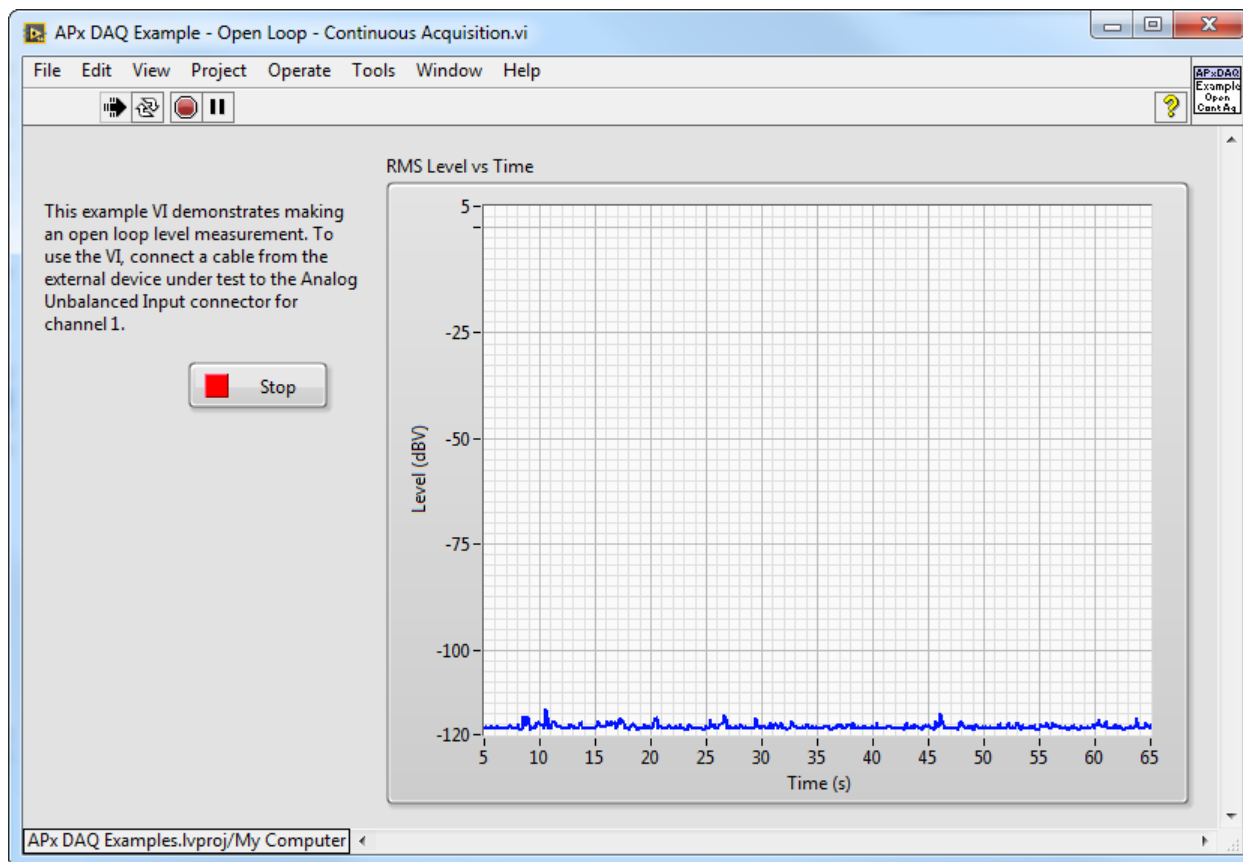 APx DAQ Example - Open Loop - Continuous Acquisition.vi
File Edit View Project Operate Tools Window Help
APxDAQ
Example
Open
Cont Aq
RMS Level vs Time
This example VI demonstrates making
an open loop level measurement. To
use the VI, connect a cable from the
external device under test to the Analog
Unbalanced Input connector for
channel 1.
Stop
Level (dBV)
5
-25
-50
-75
-100
-120
5 10 15 20 25 30 35 40 45 50 55 60 65
Time (s)
APx DAQ Examples.lvproj/My Computer